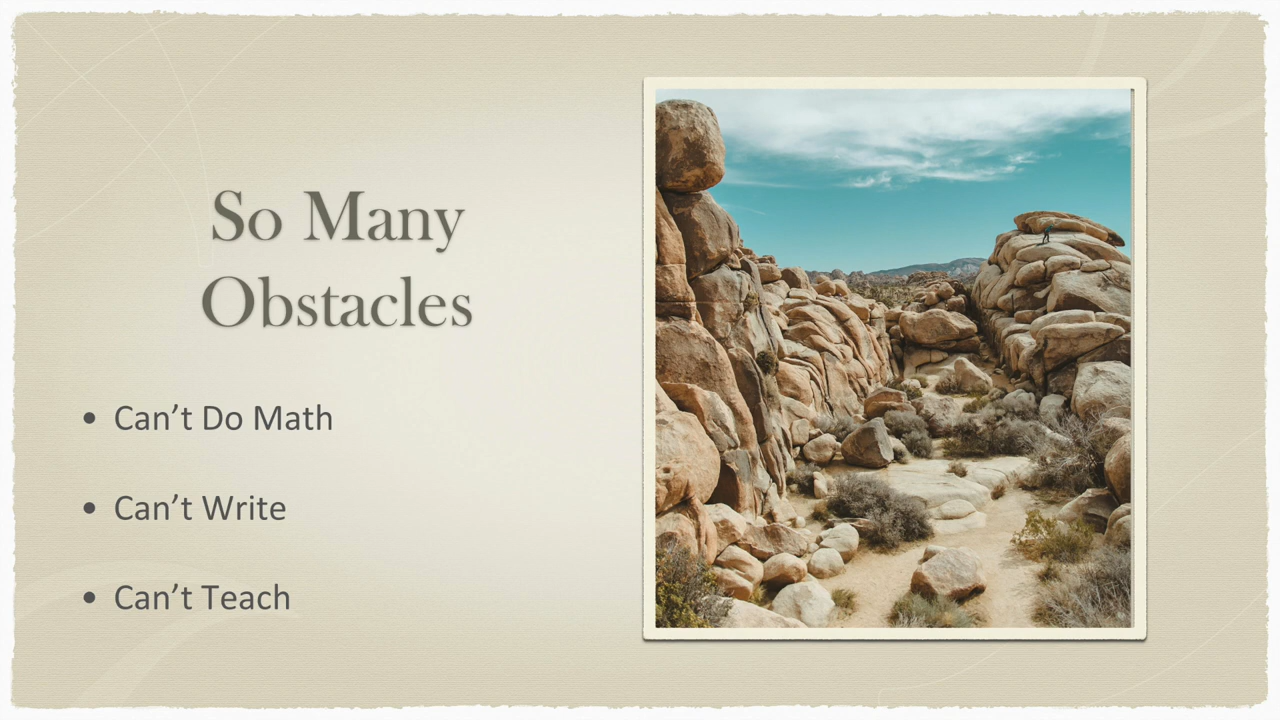 So Many
Obstacles
• Can’t Do Math
• Can’t Write
• Can’t Teach